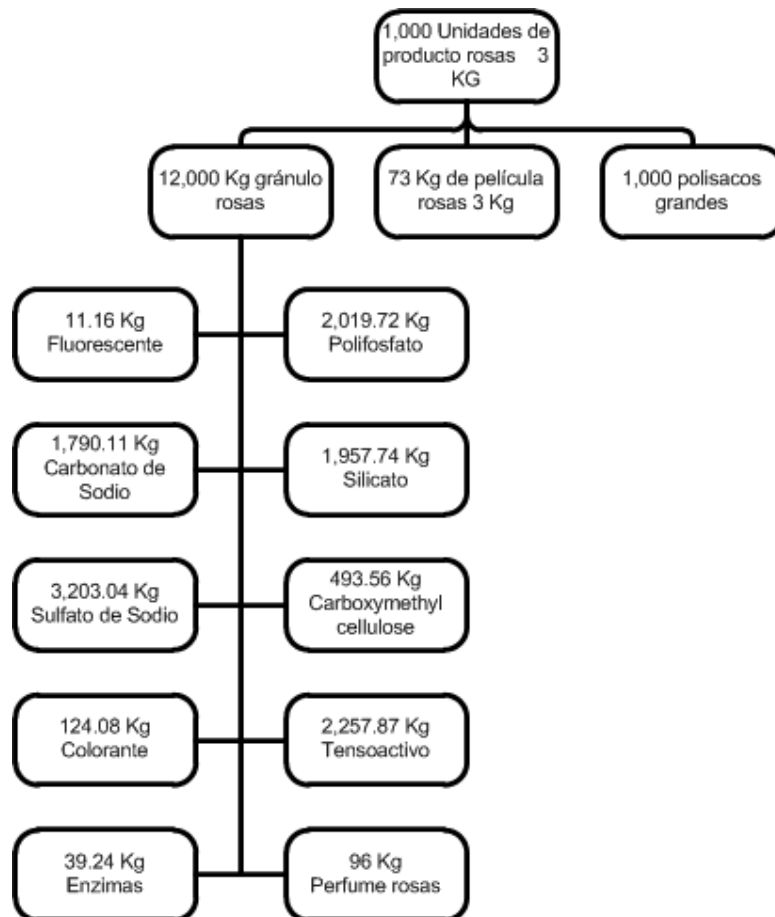 1,000 Unidades de
producto rosas 3
KG
12,000 Kg gránulo
rosas
73 Kg de película
rosas 3 Kg
1,000 polisacos
grandes
11.16 Kg
Fluorescente
2,019.72 Kg
Polifosfato
1,790.11 Kg
Carbonato de
Sodio
1,957.74 Kg
Silicato
3,203.04 Kg
Sulfato de Sodio
493.56 Kg
Carboxymethyl
cellulose
124.08 Kg
Colorante
2,257.87 Kg
Tensoactivo
39.24 Kg
Enzimas
96 Kg
Perfume rosas